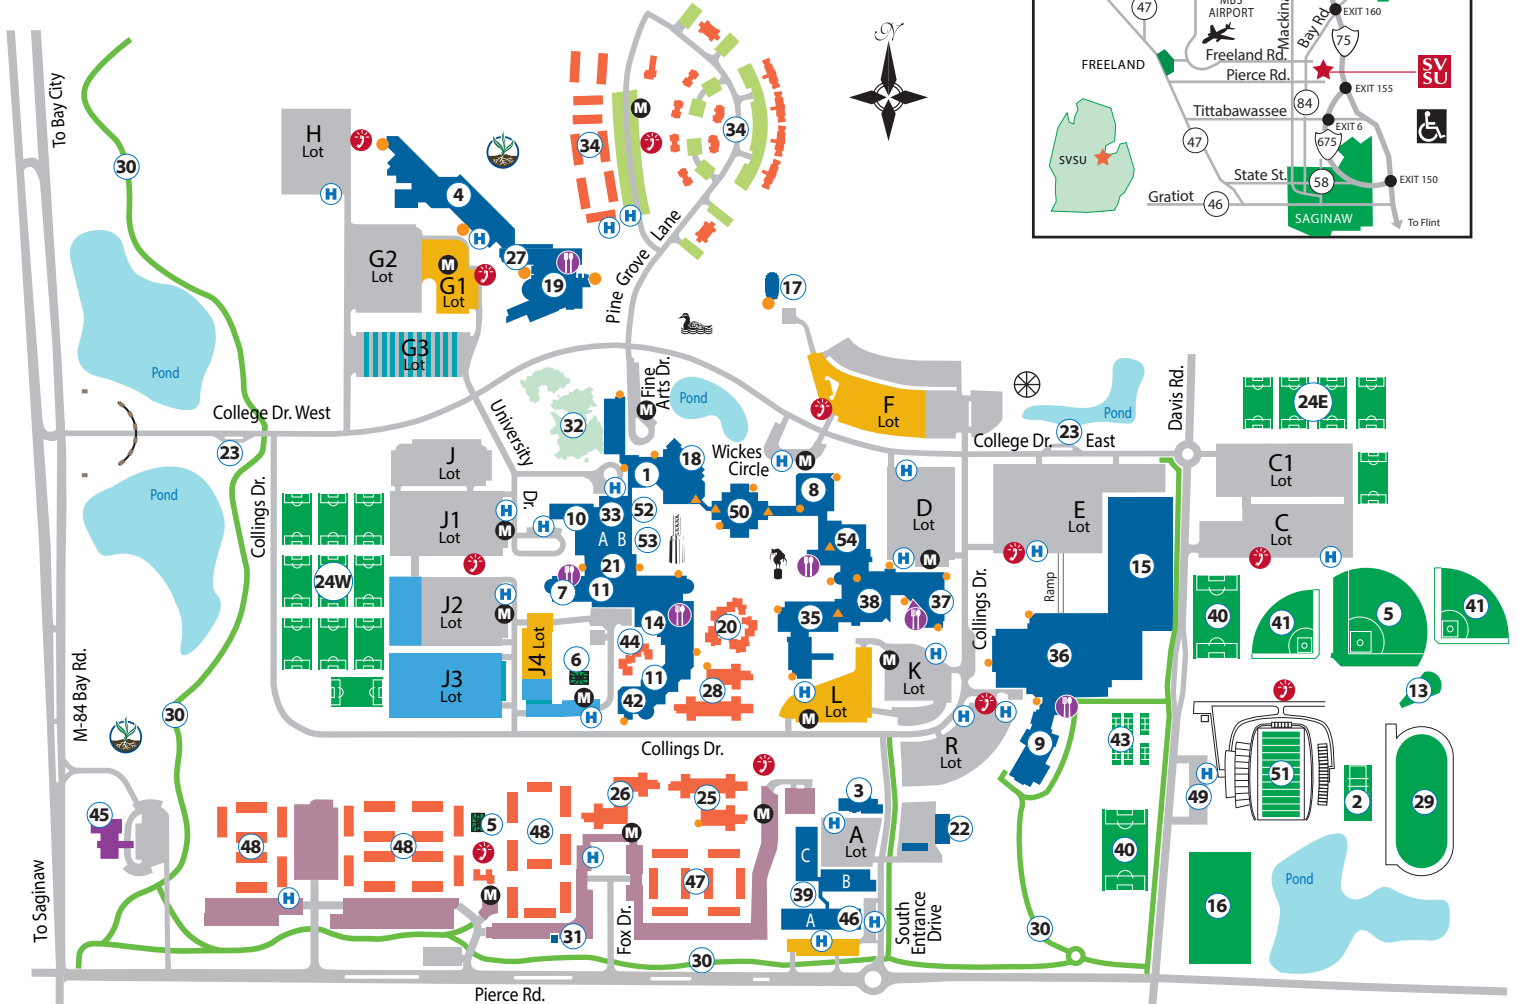 47
MBS
AIRPORT
Mackina
Bay Rd.
EXIT 160
75
Freeland Rd.
FREELAND
Pierce Rd.
SV
SU
EXIT 155
84
Tittabawassee
EXIT 6
47
675
SVSU
State St.
58
EXIT 150
Gratiot
46
SAGINAW
To Flint
N
To Bay City
30
H
Lot
H
4
H
27
19
G2
Lot
M
G1
Lot
G3
Lot
34
M
34
H
H
Pine Grove Lane
17
Pond
College Dr. West
23
Pond
University
Dr.
32
Fine
Arts Dr.
M
Pond
Wickes
Circle
H
M
F
Lot
College Dr.
East
23
Pond
Davis Rd.
24E
C1
Lot
C
Lot
H
J
Lot
J1
Lot
H
M
H
H
1
18
52
33
10
A B
53
21
7
11
50
8
54
38
37
35
D
Lot
H
H
M
E
Lot
H
Ramp
15
Collings Dr.
24W
J2
Lot
H
M
J3
Lot
J4 Lot
6
M
H
14
44
11
42
20
28
H
M
L
Lot
M
K
Lot
H
Collings Dr.
36
H
H
R
Lot
9
40
41
5
41
13
43
51
H
49
2
29
40
16
Pond
M-84 Bay Rd.
30
Collings Dr.
45
To Saginaw
48
H
48
5
M
48
31
26
M
H
25
47
M
Fox Dr.
3
H
A
Lot
22
C
B
39
A
46
H
H
South
Entrance
Drive
30
30
Pierce Rd.